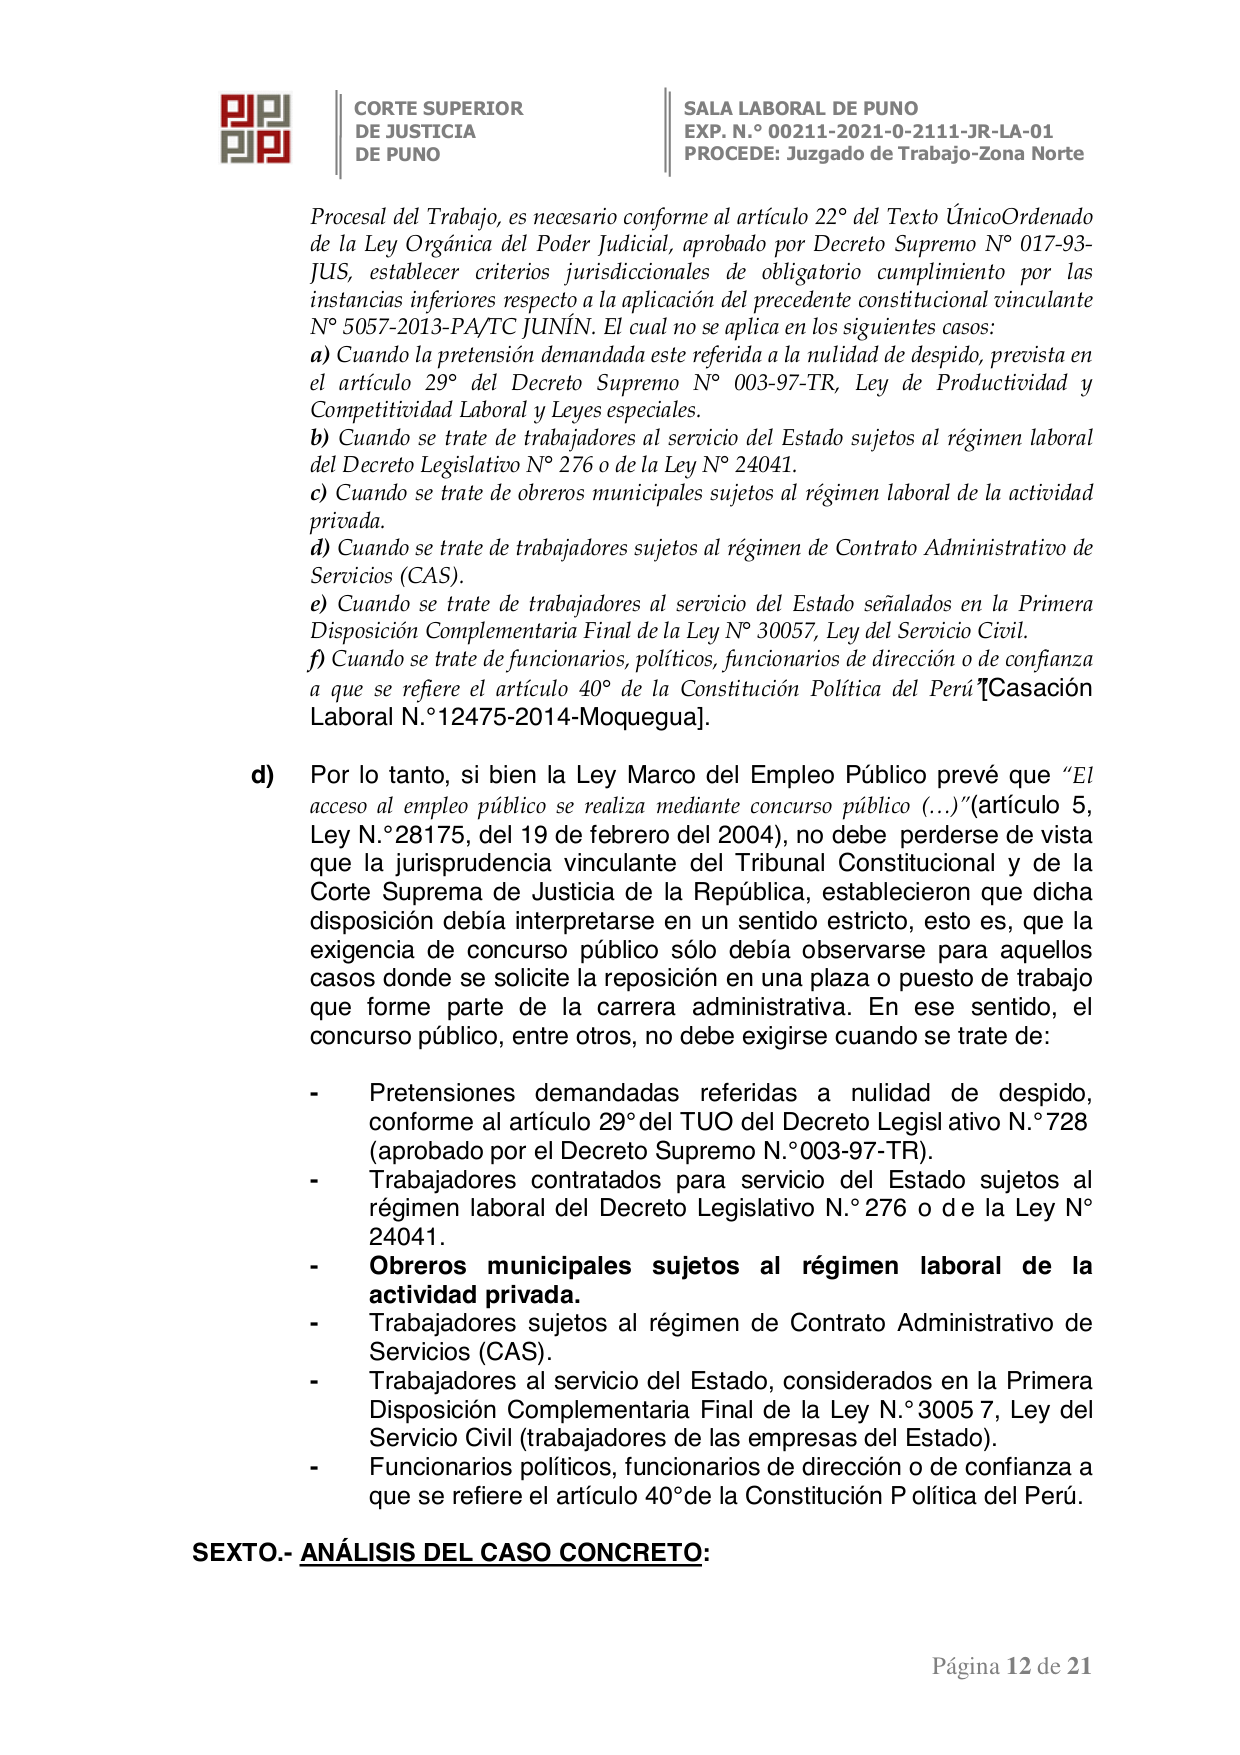 CORTE SUPERIOR
DE JUSTICIA
DE PUNO
SALA LABORAL DE PUNO
EXP. N.° 00211-2021-0-2111-JR-LA-01
PROCEDE: Juzgado de Trabajo-Zona Norte
Procesal del Trabajo, es necesario conforme al artículo 22° del Texto ÚnicoOrdenado
de la Ley Orgánica del Poder Judicial, aprobado por Decreto Supremo N° 017-93-
JUS, establecer criterios jurisdiccionales de obligatorio cumplimiento por las
instancias inferiores respecto a la aplicación del precedente constitucional vinculante
N° 5057-2013-PA/TC JUNÍN. El cual no se aplica en los siguientes casos:
a) Cuando la pretensión demandada este referida a la nulidad de despido, prevista en
el artículo 29° del Decreto Supremo N° 003-97-TR, Ley de Productividad y
Competitividad Laboral y Leyes especiales.
b) Cuando se trate de trabajadores al servicio del Estado sujetos al régimen laboral
del Decreto Legislativo N° 276 o de la Ley N° 24041.
c) Cuando se trate de obreros municipales sujetos al régimen laboral de la actividad
privada.
d) Cuando se trate de trabajadores sujetos al régimen de Contrato Administrativo de
Servicios (CAS).
e) Cuando se trate de trabajadores al servicio del Estado señalados en la Primera
Disposición Complementaria Final de la Ley N° 30057, Ley del Servicio Civil.
f) Cuando se trate de funcionarios, políticos, funcionarios de dirección o de confianza
a que se refiere el artículo 40° de la Constitución Política del Perú”[Casación
Laboral N.°12475-2014-Moquegua].
d) Por lo tanto, si bien la Ley Marco del Empleo Público prevé que “El
acceso al empleo público se realiza mediante concurso público (…)”(artículo 5,
Ley N.°28175, del 19 de febrero del 2004), no debe perderse de vista
que la jurisprudencia vinculante del Tribunal Constitucional y de la
Corte Suprema de Justicia de la República, establecieron que dicha
disposición debía interpretarse en un sentido estricto, esto es, que la
exigencia de concurso público sólo debía observarse para aquellos
casos donde se solicite la reposición en una plaza o puesto de trabajo
que forme parte de la carrera administrativa. En ese sentido, el
concurso público, entre otros, no debe exigirse cuando se trate de:
- Pretensiones demandadas referidas a nulidad de despido,
conforme al artículo 29°del TUO del Decreto Legisl ativo N.°728
(aprobado por el Decreto Supremo N.°003-97-TR).
- Trabajadores contratados para servicio del Estado sujetos al
régimen laboral del Decreto Legislativo N.° 276 o d e la Ley N°
24041.
- Obreros municipales sujetos al régimen laboral de la
actividad privada.
- Trabajadores sujetos al régimen de Contrato Administrativo de
Servicios (CAS).
- Trabajadores al servicio del Estado, considerados en la Primera
Disposición Complementaria Final de la Ley N.° 3005 7, Ley del
Servicio Civil (trabajadores de las empresas del Estado).
- Funcionarios políticos, funcionarios de dirección o de confianza a
que se refiere el artículo 40°de la Constitución P olítica del Perú.
SEXTO.- ANÁLISIS DEL CASO CONCRETO:
Página 12 de 21